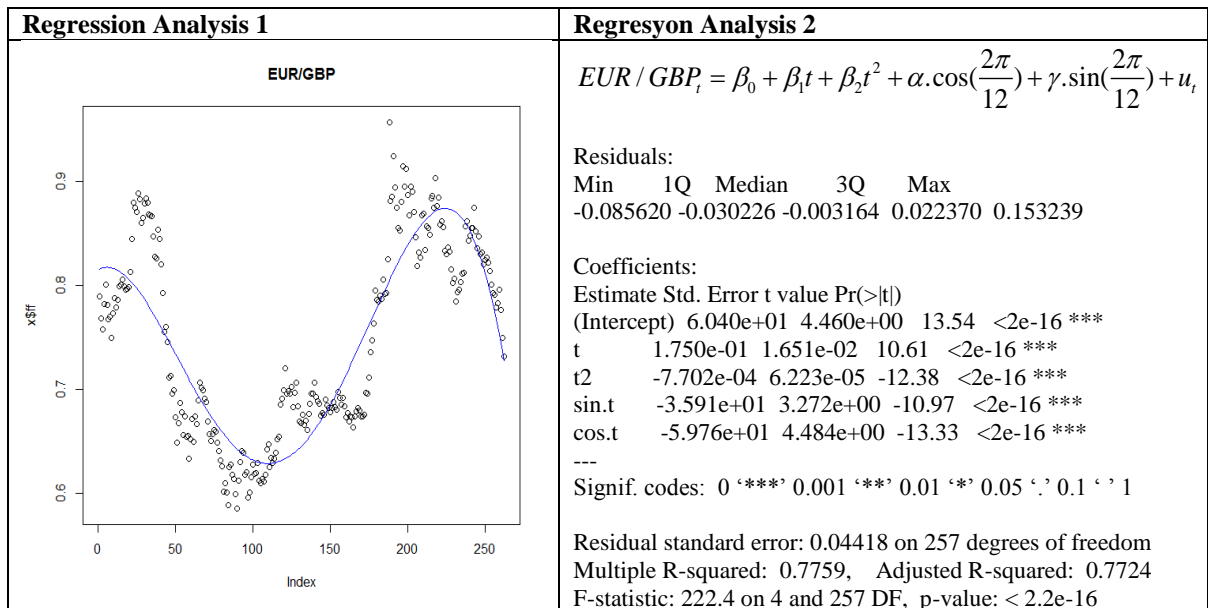 Regression Analysis 1
EUR/GBP
x$ff
0.9
0.8
0.7
0.6
0 50 100 150 200 250
Index
Regresyon Analysis 2
EUR / GBP_t = β_0 + β_1 t + β_2 t^2 + α.cos(2π/12) + γ.sin(2π/12) + u_t
Residuals:
Min 1Q Median 3Q Max
-0.085620 -0.030226 -0.003164 0.022370 0.153239
Coefficients:
Estimate Std. Error t value Pr(>|t|)
(Intercept) 6.040e+01 4.460e+00 13.54 <2e-16 ***
t 1.750e-01 1.651e-02 10.61 <2e-16 ***
t2 -7.702e-04 6.223e-05 -12.38 <2e-16 ***
sin.t -3.591e+01 3.272e+00 -10.97 <2e-16 ***
cos.t -5.976e+01 4.484e+00 -13.33 <2e-16 ***
---
Signif. codes: 0 ‘***’ 0.001 ‘**’ 0.01 ‘*’ 0.05 ‘.’ 0.1 ‘ ’ 1
Residual standard error: 0.04418 on 257 degrees of freedom
Multiple R-squared: 0.7759, Adjusted R-squared: 0.7724
F-statistic: 222.4 on 4 and 257 DF, p-value: < 2.2e-16